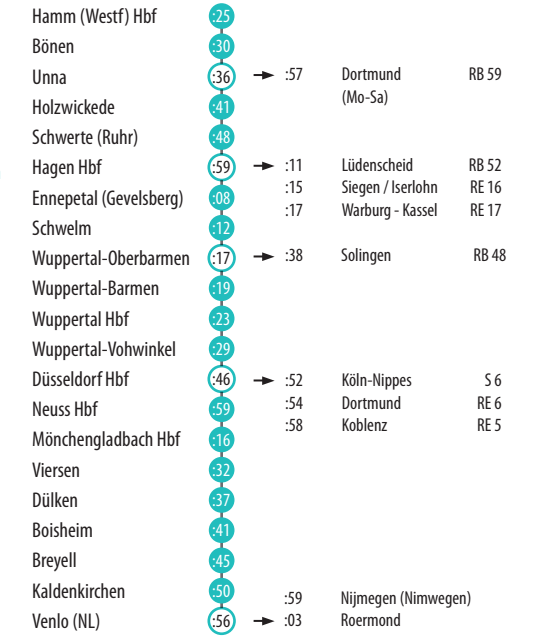 Hamm (Westf) Hbf :25
Bönen :30
Unna :36 → :57 Dortmund RB 59
(Mo-Sa)
Holzwickede :41
Schwerte (Ruhr) :48
Hagen Hbf :59 → :11 Lüdenscheid RB 52
:15 Siegen / Iserlohn RE 16
Ennepetal (Gevelsberg) :08
:17 Warburg - Kassel RE 17
Schwelm :12
Wuppertal-Oberbarmen :17 → :38 Solingen RB 48
Wuppertal-Barmen :19
Wuppertal Hbf :23
Wuppertal-Vohwinkel :29
Düsseldorf Hbf :46 → :52 Köln-Nippes S 6
:54 Dortmund RE 6
Neuss Hbf :59
:58 Koblenz RE 5
Mönchengladbach Hbf :16
Viersen :32
Dülken :37
Boisheim :41
Breyell :45
Kaldenkirchen :50
:59 Nijmegen (Nimwegen)
Venlo (NL) :56 → :03 Roermond